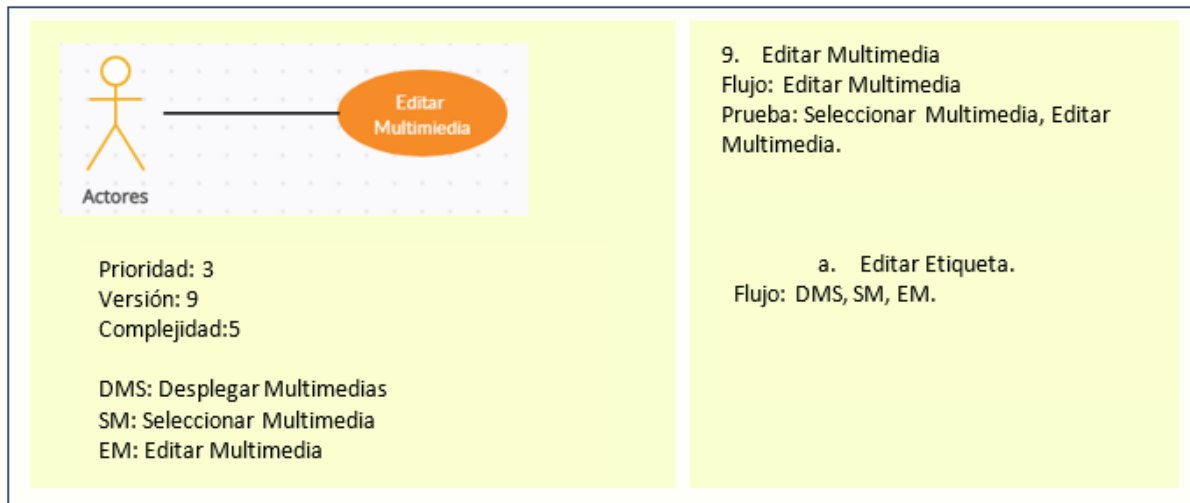 Editar
Multimiedia
Actores
Prioridad: 3
Versión: 9
Complejidad:5
DMS: Desplegar Multimedias
SM: Seleccionar Multimedia
EM: Editar Multimedia
9. Editar Multimedia
Flujo: Editar Multimedia
Prueba: Seleccionar Multimedia, Editar
Multimedia.
a. Editar Etiqueta.
Flujo: DMS, SM, EM.